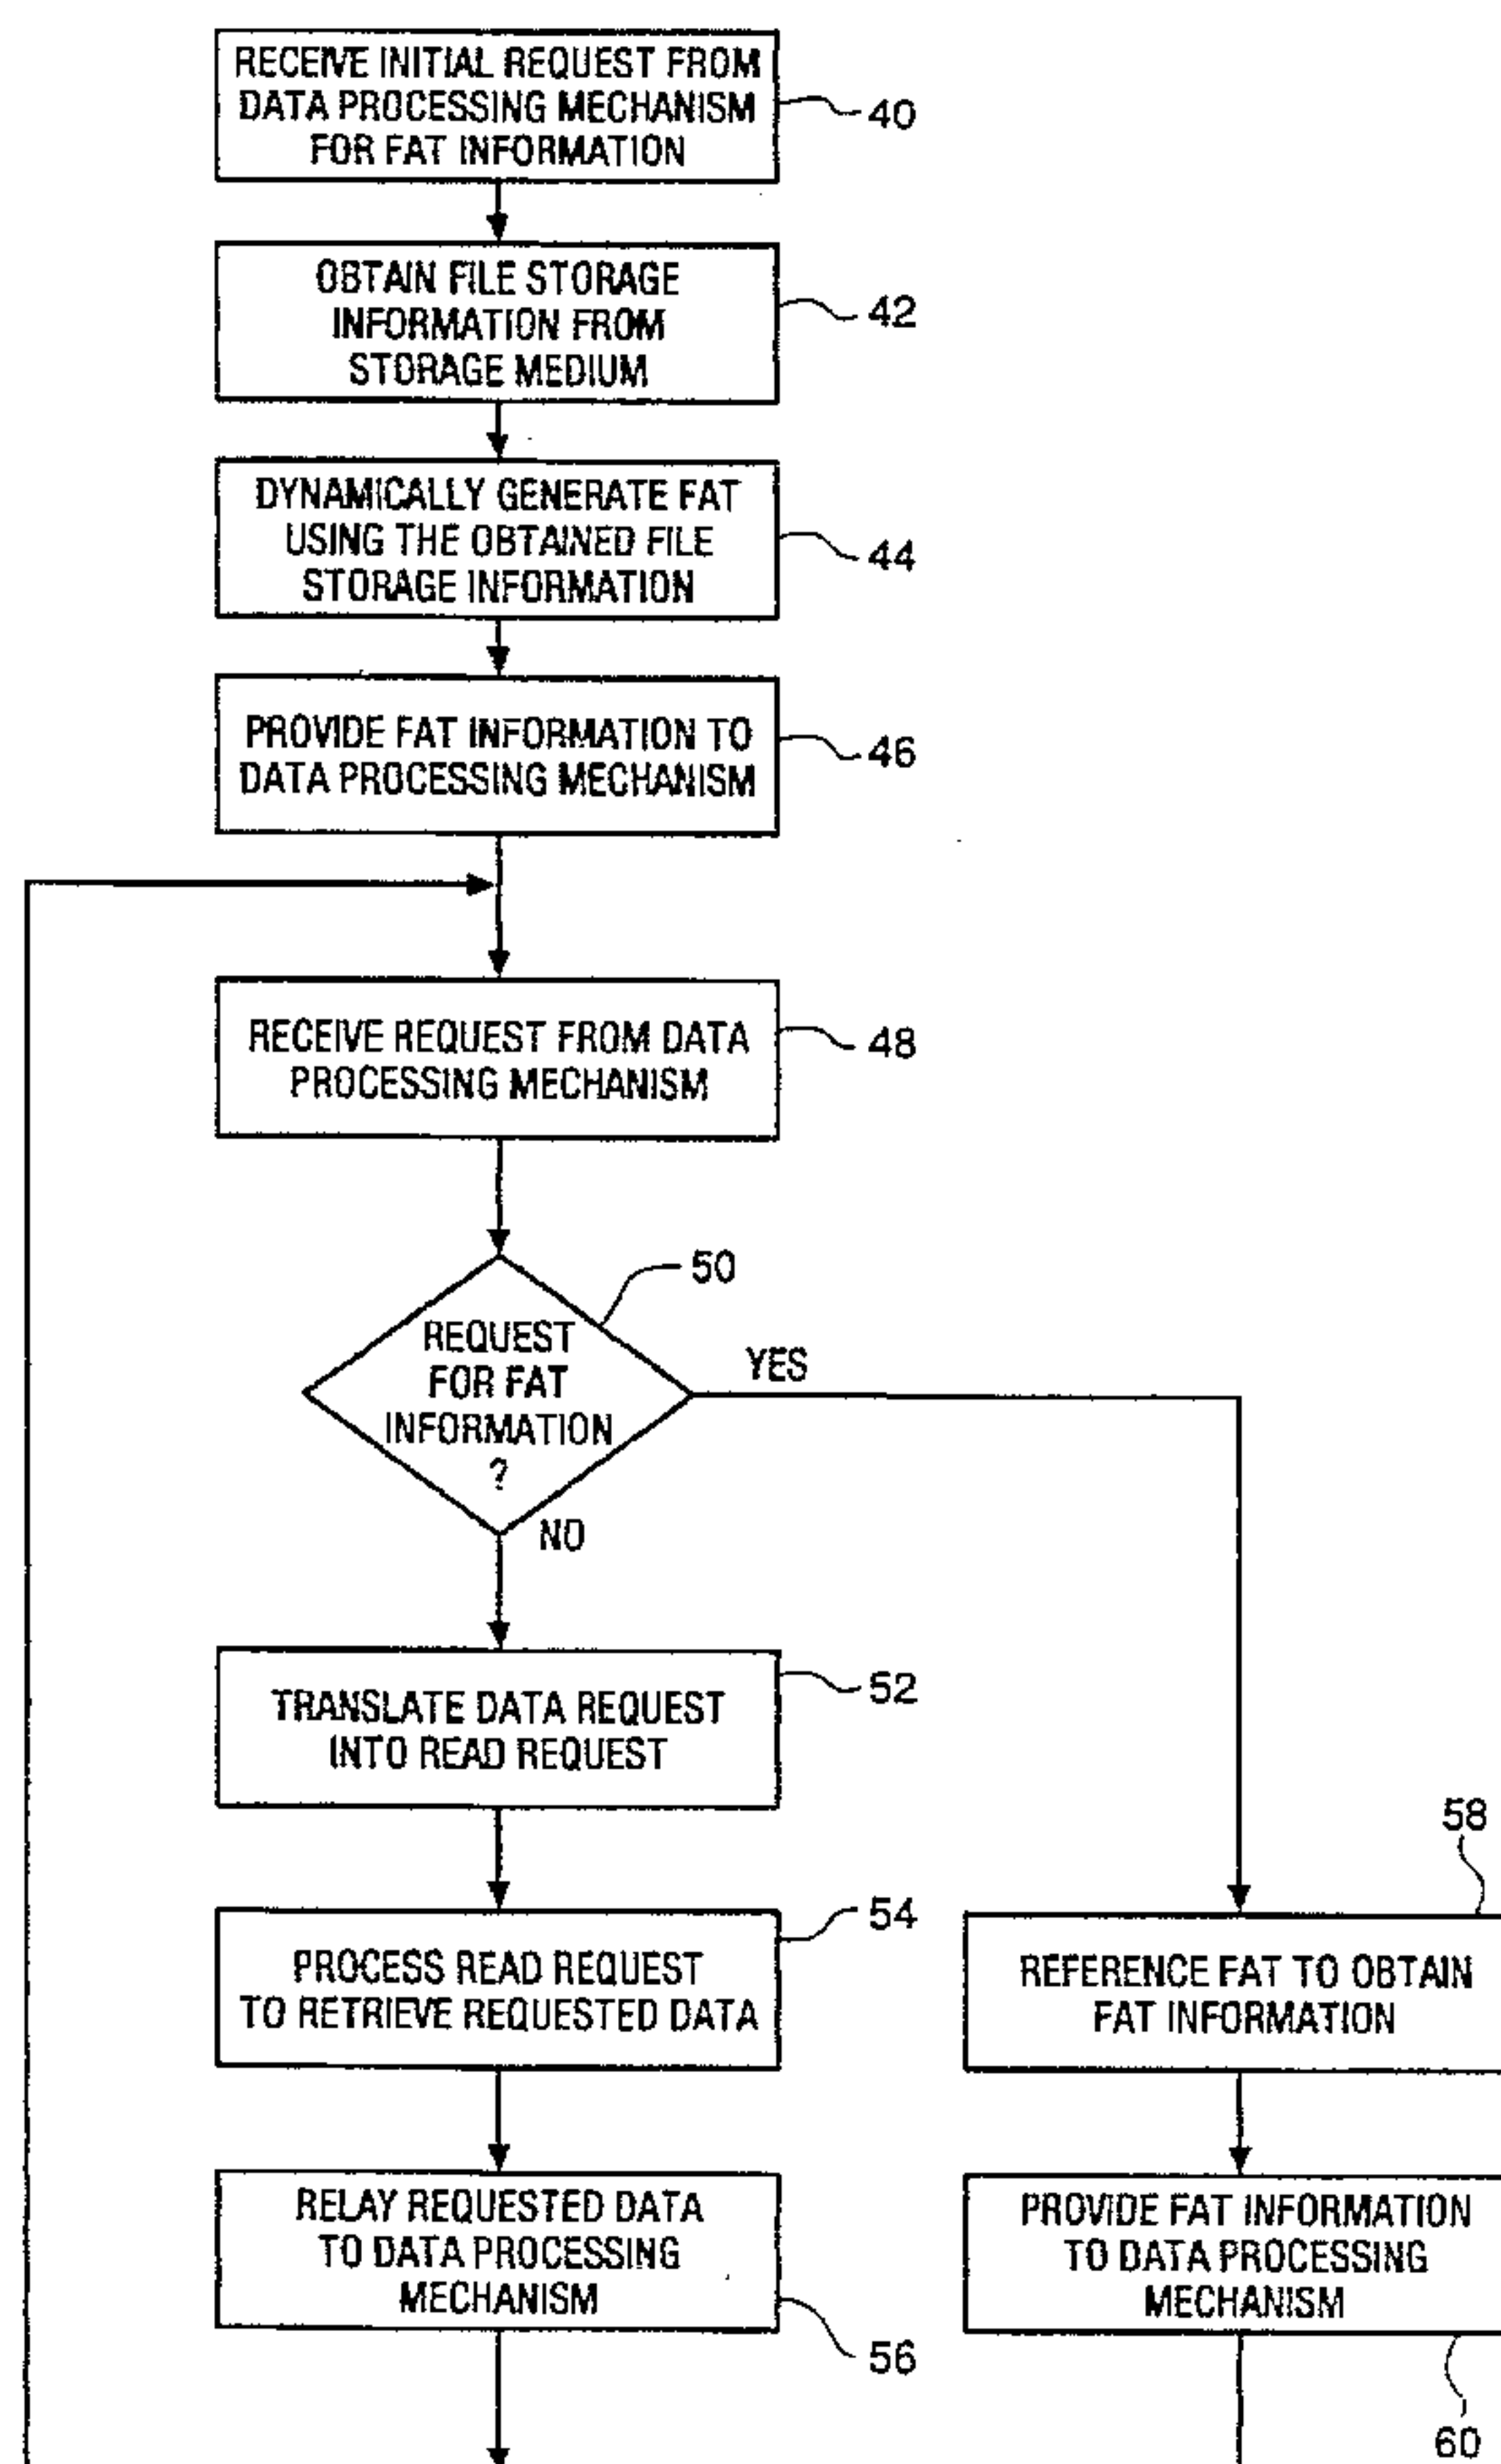 RECEIVE INITIAL REQUEST FROM
DATA PROCESSING MECHANISM
FOR FAT INFORMATION
40
OBTAIN FILE STORAGE
INFORMATION FROM
STORAGE MEDIUM
42
DYNAMICALLY GENERATE FAT
USING THE OBTAINED FILE
STORAGE INFORMATION
44
PROVIDE FAT INFORMATION TO
DATA PROCESSING MECHANISM
46
RECEIVE REQUEST FROM DATA
PROCESSING MECHANISM
48
REQUEST
FOR FAT
INFORMATION
?
50
YES
NO
TRANSLATE DATA REQUEST
INTO READ REQUEST
52
PROCESS READ REQUEST
TO RETRIEVE REQUESTED DATA
54
REFERENCE FAT TO OBTAIN
FAT INFORMATION
58
RELAY REQUESTED DATA
TO DATA PROCESSING
MECHANISM
56
PROVIDE FAT INFORMATION
TO DATA PROCESSING
MECHANISM
60